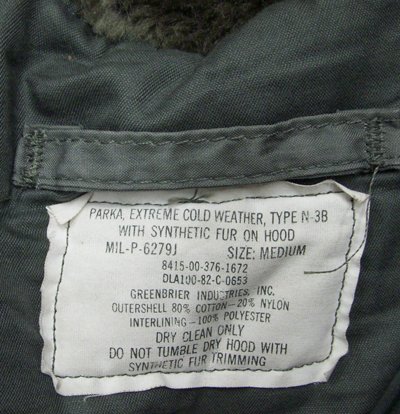 PARKA, EXTREME COLD WEATHER, TYPE N-3B
WITH SYNTHETIC FUR ON HOOD
MIL-P-6279J SIZE: MEDIUM
8415-00-376-1672
DLA100-82-C-0653
GREENBRIER INDUSTRIES, INC.
OUTERSHELL 80% COTTON-20% NYLON
INTERLINING-100% POLYESTER
DRY CLEAN ONLY
DO NOT TUMBLE DRY HOOD WITH
SYNTHETIC FUR TRIMMING